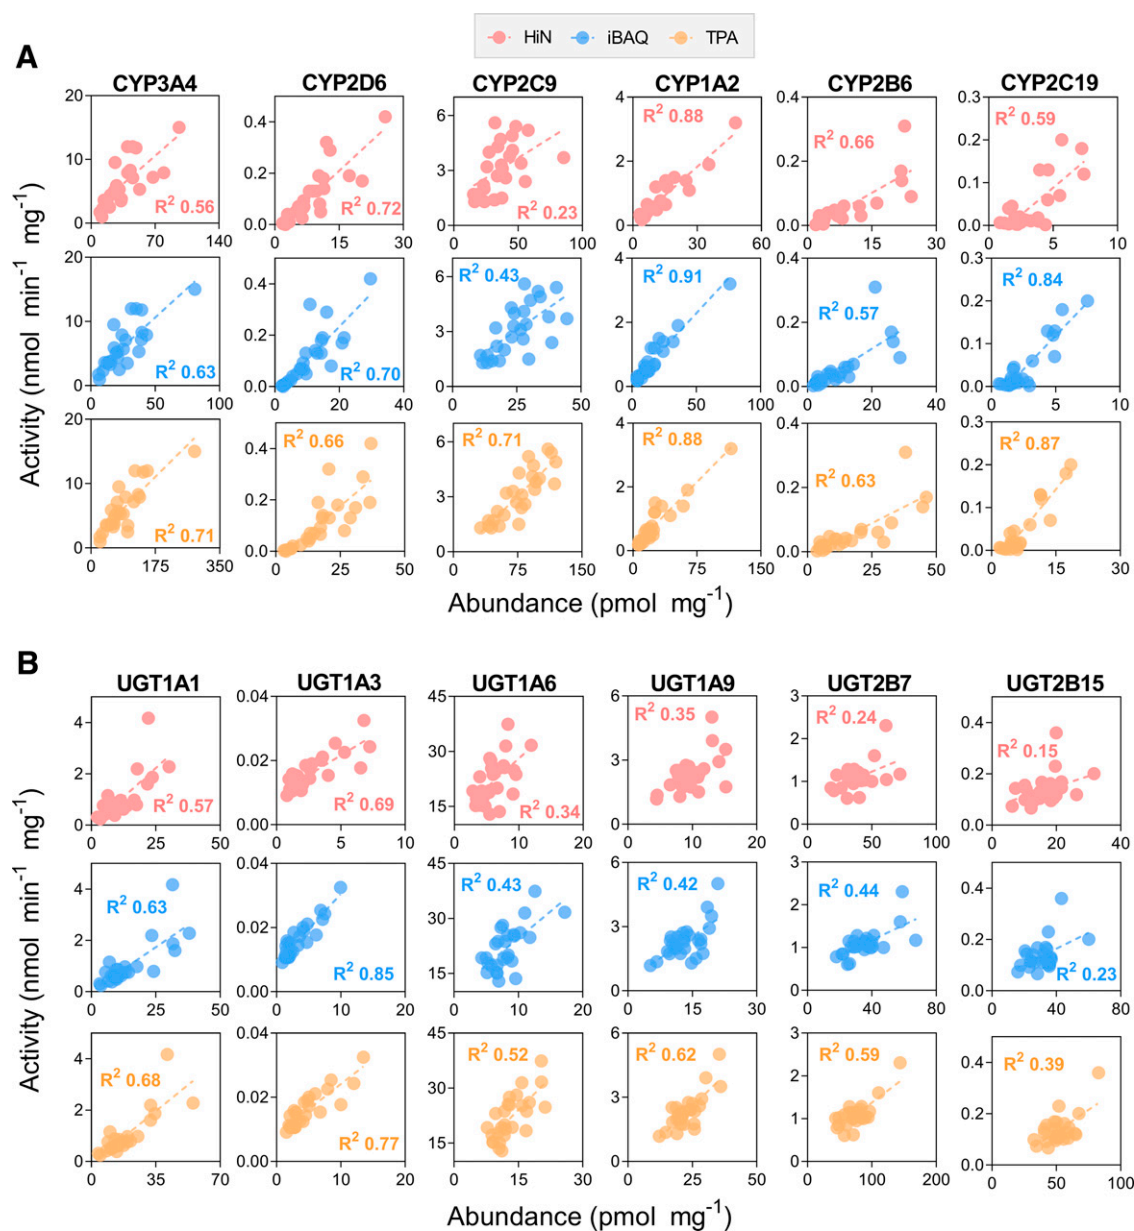 HiN iBAQ TPA
A
CYP3A4 CYP2D6 CYP2C9 CYP1A2 CYP2B6 CYP2C19
Activity (nmol min⁻¹ mg⁻¹)
20 10 0
0 70 140
R² 0.56
0.4 0.2 0.0
0 13 26
R² 0.72
6 3 0
0 50 100
R² 0.23
4 2 0
0 30 60
R² 0.88
0.4 0.2 0.0
0 13 26
R² 0.66
0.3 0.2 0.1 0
0 5 10
R² 0.59
20 10 0
0 50 100
R² 0.63
0.4 0.2 0.0
0 20 40
R² 0.70
6 3 0
0 25 50
R² 0.43
4 2 0
0 75 150
R² 0.91
0.4 0.2 0.0
0 20 40
R² 0.57
0.3 0.2 0.1 0
0 5 10
R² 0.84
20 10 0
0 175 350
R² 0.71
0.4 0.2 0.0
0 25 50
R² 0.66
6 3 0
0 75 150
R² 0.71
4 2 0
0 75 150
R² 0.88
0.4 0.2 0.0
0 25 50
R² 0.63
0.3 0.2 0.1 0
0 15 30
R² 0.87
Abundance (pmol mg⁻¹)
B
UGT1A1 UGT1A3 UGT1A6 UGT1A9 UGT2B7 UGT2B15
Activity (nmol min⁻¹ mg⁻¹)
4 2 0
0 25 50
R² 0.57
0.04 0.02 0.00
0 5 10
R² 0.69
45 30 15
0 10 20
R² 0.34
6 3 0
0 10 20
R² 0.35
3 2 1 0
0 50 100
R² 0.24
0.4 0.2 0.0
0 20 40
R² 0.15
4 2 0
0 25 50
R² 0.63
0.04 0.02 0.00
0 10 20
R² 0.85
45 30 15
0 10 20
R² 0.43
6 3 0
0 15 30
R² 0.42
3 2 1 0
0 40 80
R² 0.44
0.4 0.2 0.0
0 40 80
R² 0.23
4 2 0
0 35 70
R² 0.68
0.04 0.02 0.00
0 10 20
R² 0.77
45 30 15
0 15 30
R² 0.52
6 3 0
0 25 50
R² 0.62
3 2 1 0
0 100 200
R² 0.59
0.4 0.2 0.0
0 50 100
R² 0.39
Abundance (pmol mg⁻¹)